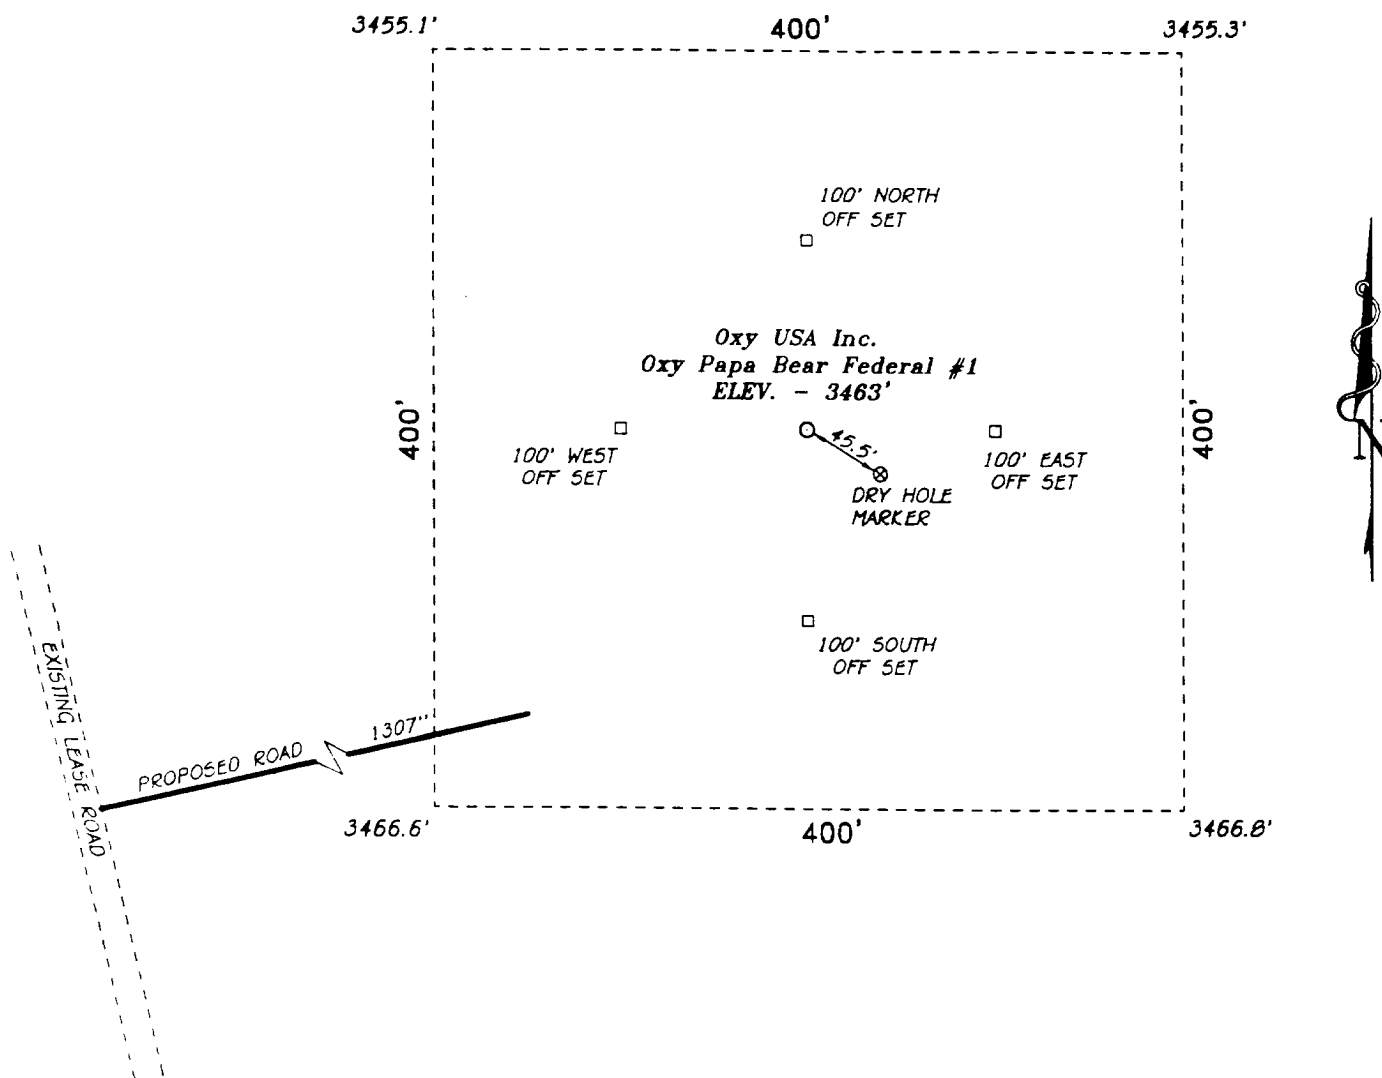 3455.1'
400'
3455.3'
100' NORTH
OFF SET
Oxy USA Inc.
Oxy Papa Bear Federal #1
ELEV. - 3463'
400'
400'
45.5'
100' WEST
OFF SET
100' EAST
OFF SET
DRY HOLE
MARKER
100' SOUTH
OFF SET
EXISTING LEASE ROAD
PROPOSED ROAD
1307''
3466.6'
400'
3466.8'